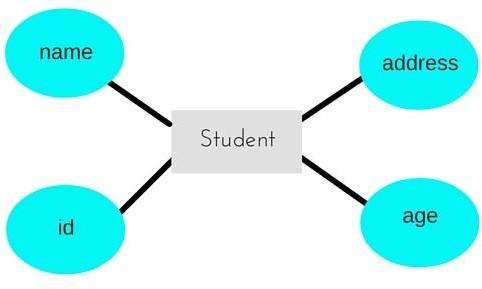 name
address
Student
id
age